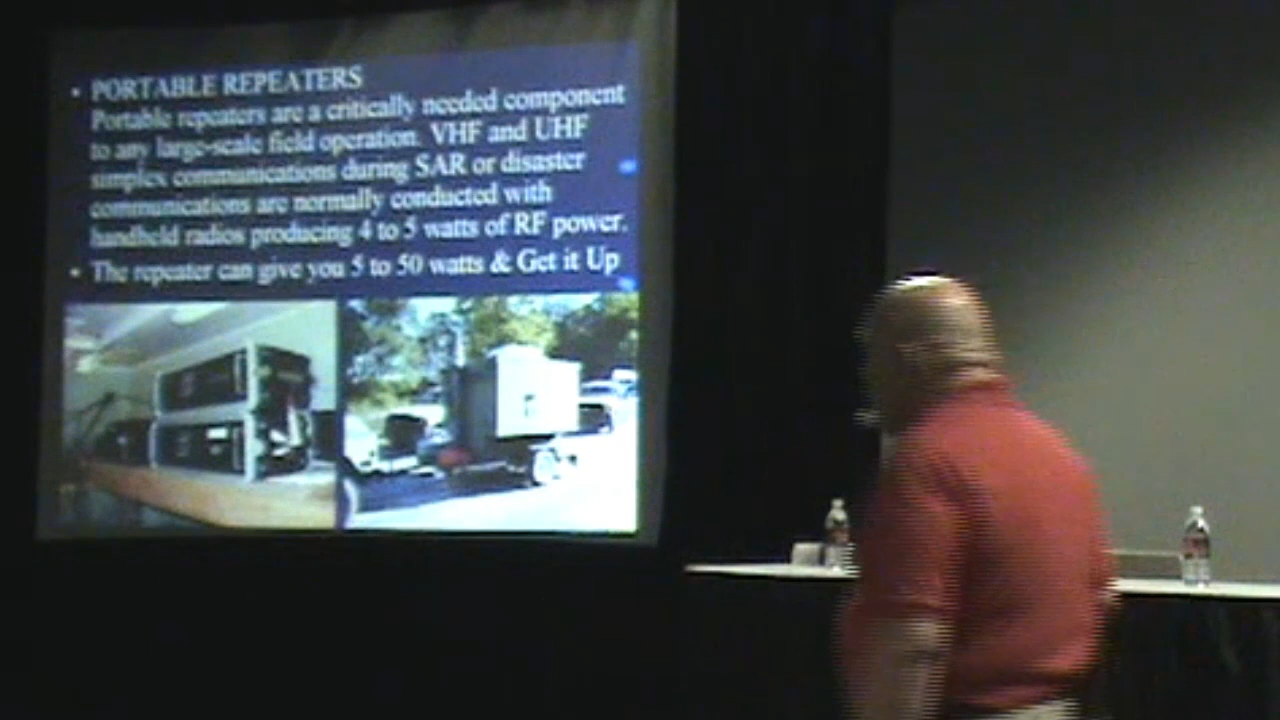 • PORTABLE REPEATERS
Portable repeaters are a critically needed component
to any large-scale field operation. VHF and UHF
simplex communications during SAR or disaster
communications are normally conducted with
handheld radios producing 4 to 5 watts of RF power.
• The repeater can give you 5 to 50 watts & Get it Up